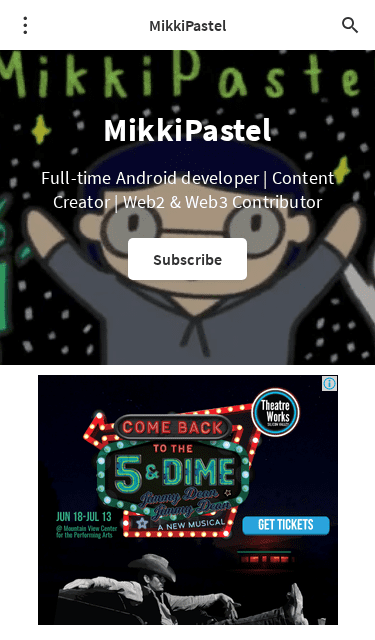 MikkiPastel
MikkiPaste
MikkiPastel
Full-time Android developer | Content
Creator | Web2 & Web3 Contributor
Subscribe
Theatre
Works
SILICON VALLEY
COME BACK
TO THE
5 & DIME
Jimmy Dean
Jimmy Dean
A NEW MUSICAL
JUN 18-JUL 13
@ Mountain View Center
for the Performing Arts
GET TICKETS